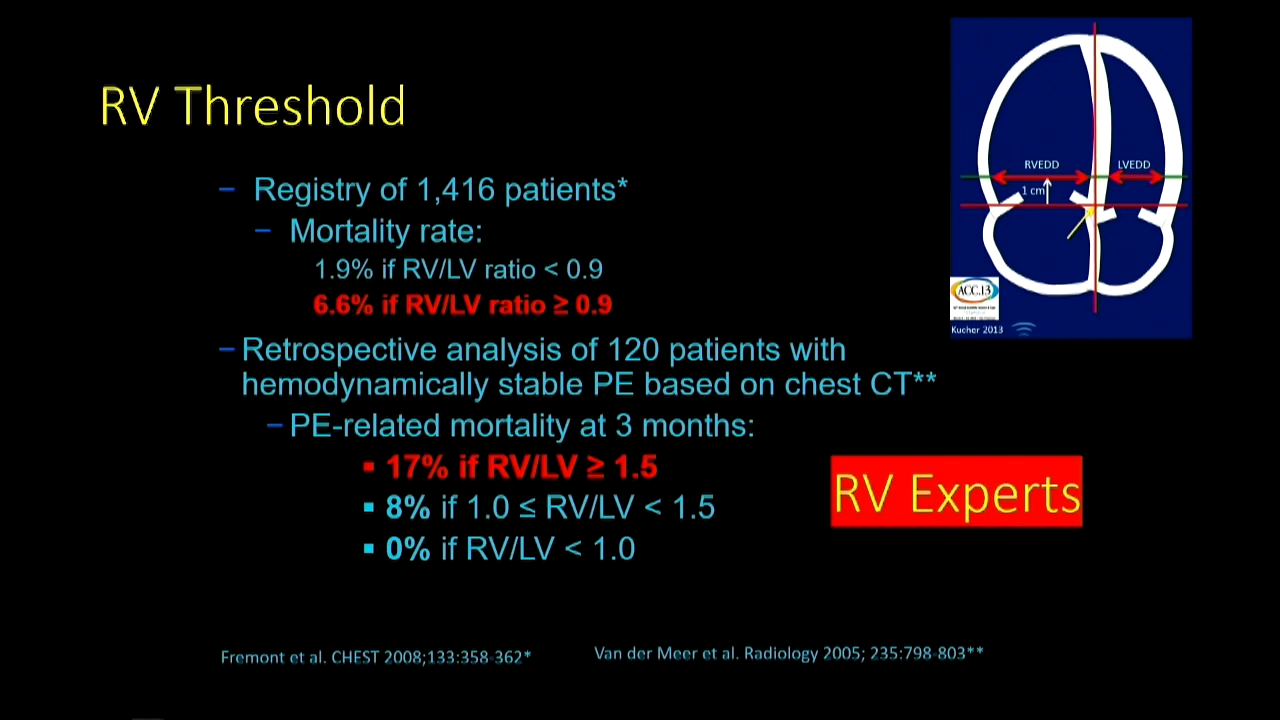 RV Threshold
– Registry of 1,416 patients*
– Mortality rate:
1.9% if RV/LV ratio < 0.9
6.6% if RV/LV ratio ≥ 0.9
– Retrospective analysis of 120 patients with
hemodynamically stable PE based on chest CT**
– PE-related mortality at 3 months:
▪ 17% if RV/LV ≥ 1.5
▪ 8% if 1.0 ≤ RV/LV < 1.5
▪ 0% if RV/LV < 1.0
RVEDD LVEDD
1 cm
ACC.13
Kucher 2013
RV Experts
Fremont et al. CHEST 2008;133:358-362*
Van der Meer et al. Radiology 2005; 235:798-803**